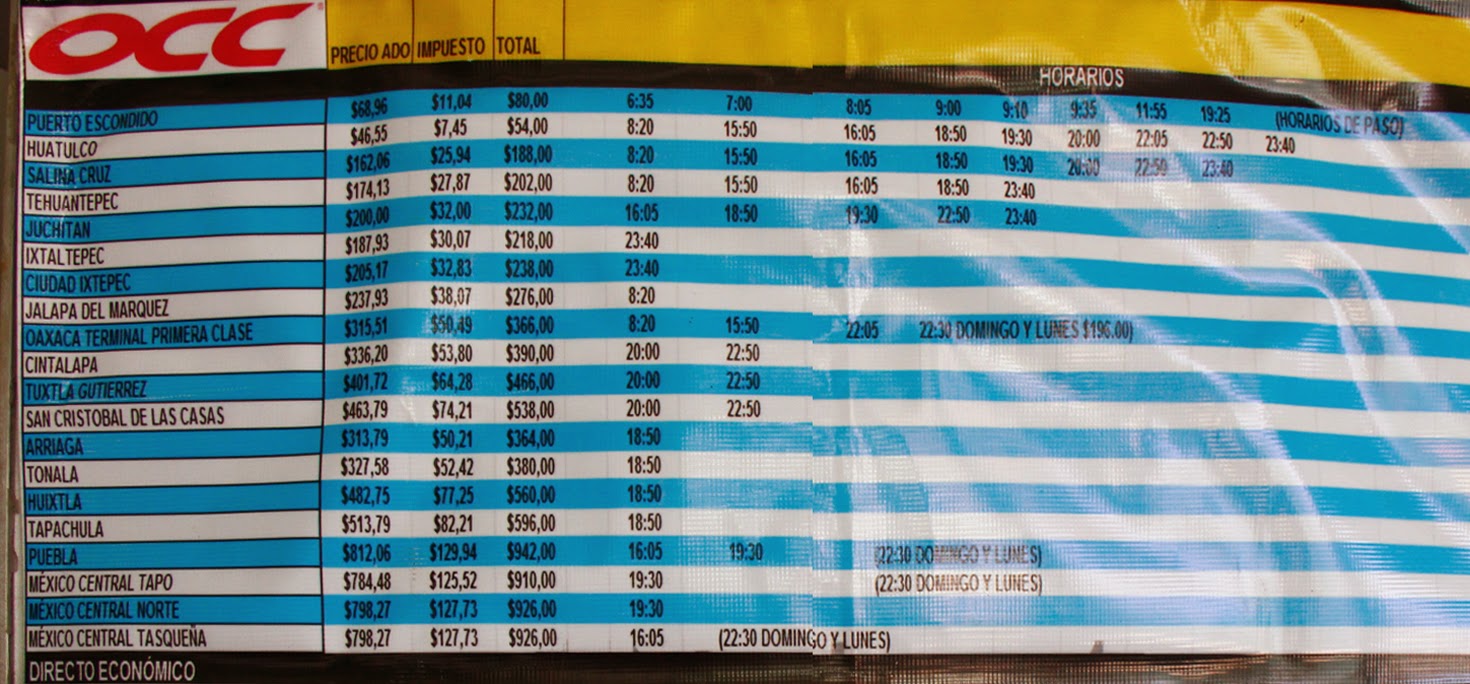 OCC PRECIO ADO IMPUESTO TOTAL
HORARIOS
PUERTO ESCONDIDO $68,96 $11,04 $80,00 6:35 7:00 8:05 9:00 9:10 9:35 11:55 19:25 (HORARIOS DE PASO)
HUATULCO $46,55 $7,45 $54,00 8:20 15:50 16:05 18:50 19:30 20:00 22:05 22:50 23:40
SALINA CRUZ $162,06 $25,94 $188,00 8:20 15:50 16:05 18:50 19:30 20:00 22:50 23:40
TEHUANTEPEC $174,13 $27,87 $202,00 8:20 15:50 16:05 18:50 23:40
JUCHITAN $200,00 $32,00 $232,00 16:05 18:50 19:30 22:50 23:40
IXTALTEPEC $187,93 $30,07 $218,00 23:40
CIUDAD IXTEPEC $205,17 $32,83 $238,00 23:40
JALAPA DEL MARQUEZ $237,93 $38,07 $276,00 8:20
OAXACA TERMINAL PRIMERA CLASE $315,51 $50,49 $366,00 8:20 15:50 22:05 22:30 DOMINGO Y LUNES $196.00)
CINTALAPA $336,20 $53,80 $390,00 20:00 22:50
TUXTLA GUTIERREZ $401,72 $64,28 $466,00 20:00 22:50
SAN CRISTOBAL DE LAS CASAS $463,79 $74,21 $538,00 20:00 22:50
ARRIAGA $313,79 $50,21 $364,00 18:50
TONALA $327,58 $52,42 $380,00 18:50
HUIXTLA $482,75 $77,25 $560,00 18:50
TAPACHULA $513,79 $82,21 $596,00 18:50
PUEBLA $812,06 $129,94 $942,00 16:05 19:30 (22:30 DOMINGO Y LUNES)
MÉXICO CENTRAL TAPO $784,48 $125,52 $910,00 19:30 (22:30 DOMINGO Y LUNES)
MÉXICO CENTRAL NORTE $798,27 $127,73 $926,00 19:30
MÉXICO CENTRAL TASQUEÑA $798,27 $127,73 $926,00 16:05 (22:30 DOMINGO Y LUNES)
DIRECTO ECONÓMICO